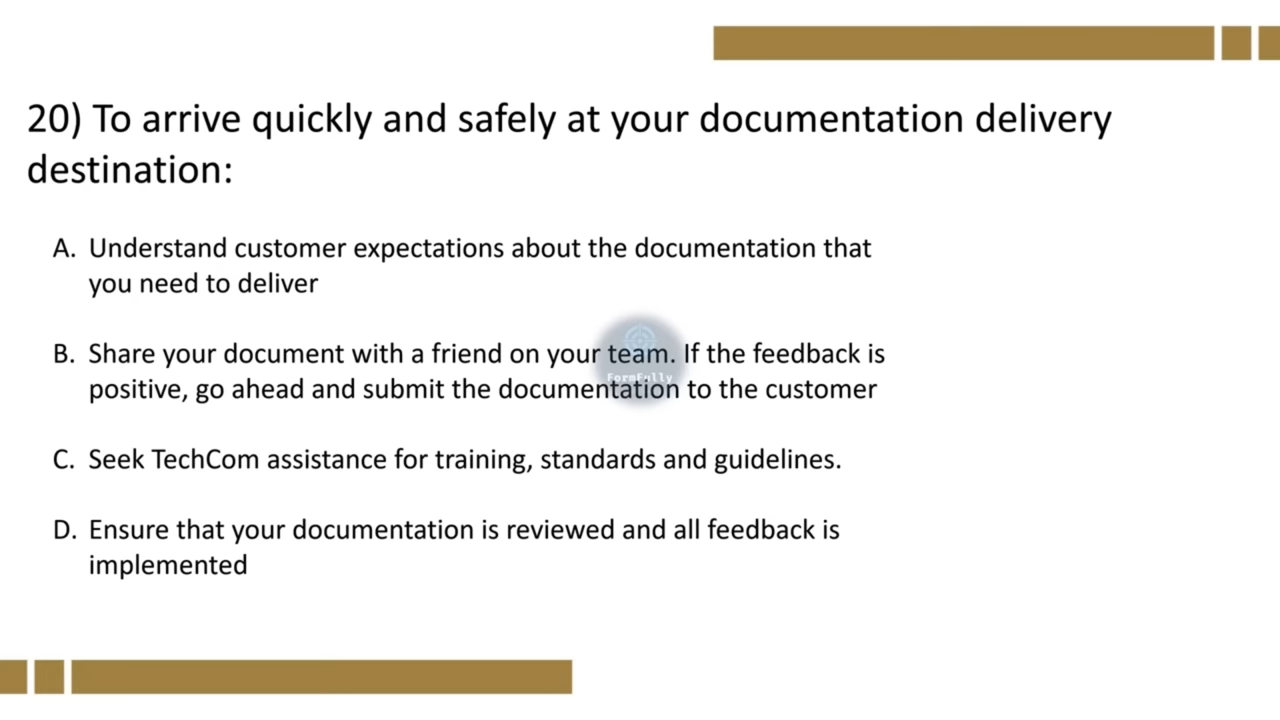 20) To arrive quickly and safely at your documentation delivery
destination:
A. Understand customer expectations about the documentation that
you need to deliver
B. Share your document with a friend on your team. If the feedback is
positive, go ahead and submit the documentation to the customer
FormFully
C. Seek TechCom assistance for training, standards and guidelines.
D. Ensure that your documentation is reviewed and all feedback is
implemented